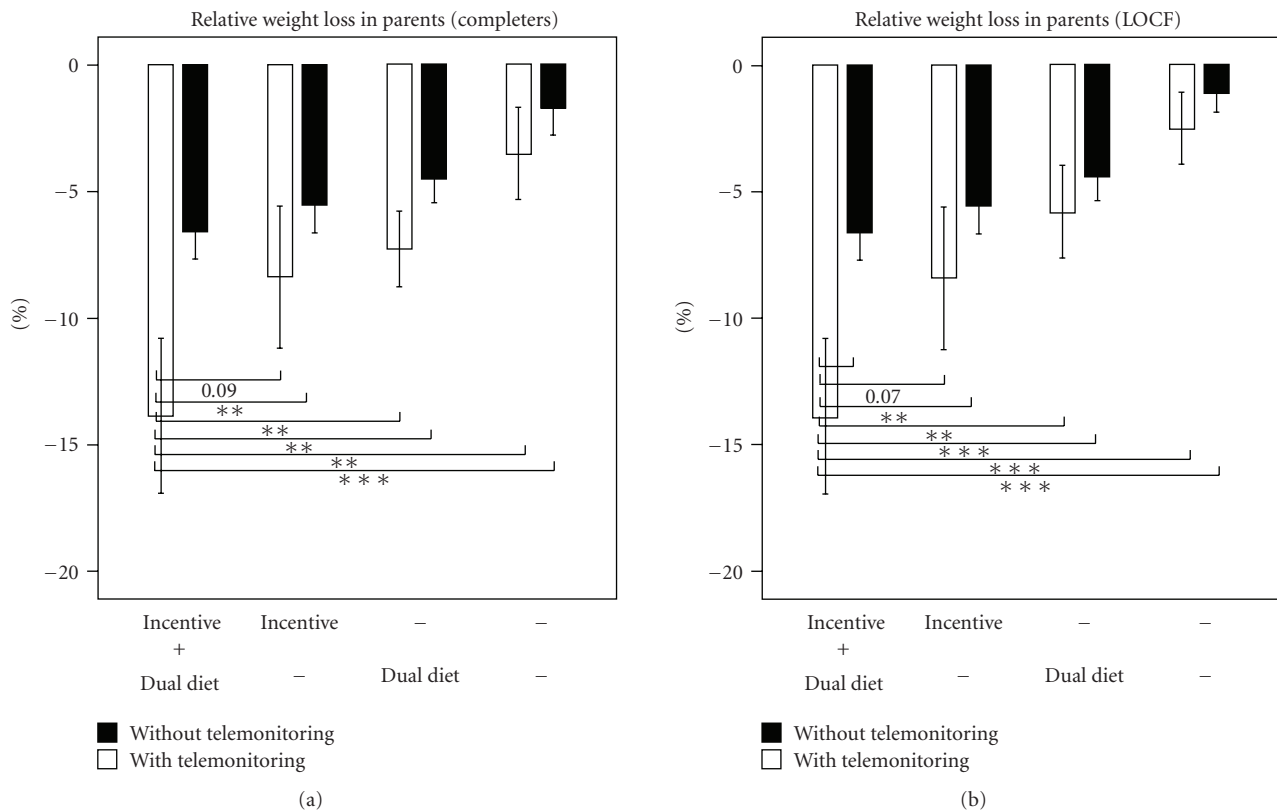 Relative weight loss in parents (completers)
0
−5
−10
−15
−20
(%)
0.09
∗∗
∗∗
∗∗
∗∗
∗∗∗
Incentive
+
Dual diet
Incentive
−
−
Dual diet
−
−
Without telemonitoring
With telemonitoring
(a)
Relative weight loss in parents (LOCF)
0
−5
−10
−15
−20
(%)
0.07
∗∗
∗∗
∗∗∗
∗∗∗
∗∗∗
Incentive
+
Dual diet
Incentive
−
−
Dual diet
−
−
Without telemonitoring
With telemonitoring
(b)